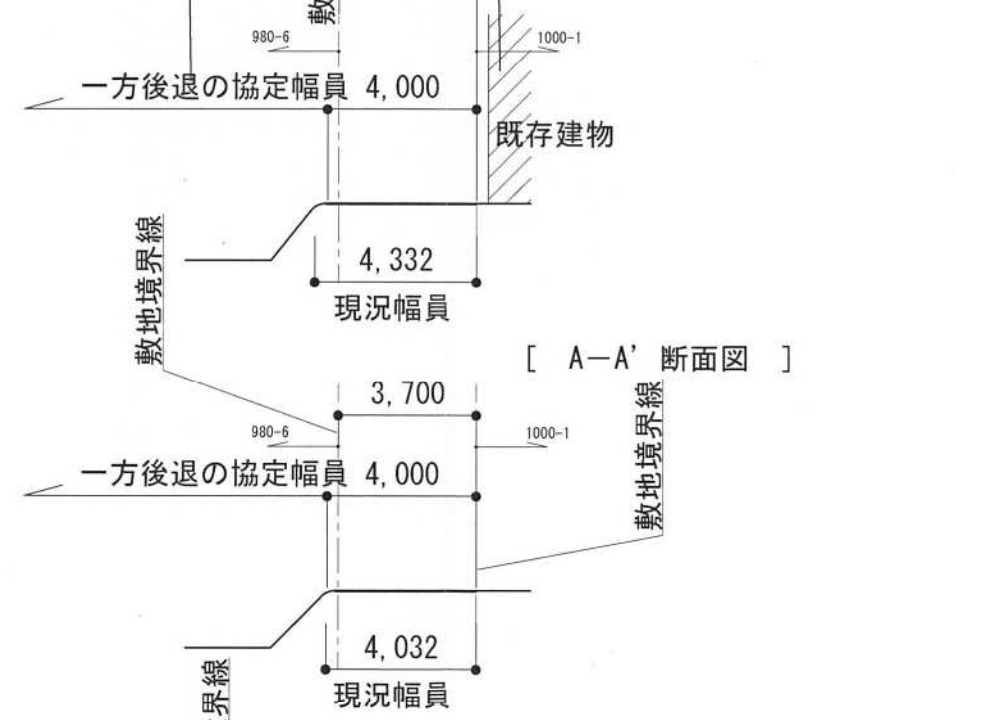 敷
980-6
1000-1
一方後退の協定幅員 4,000
既存建物
敷地境界線
4,332
現況幅員
[ A－A’ 断面図 ]
3,700
敷地境界線
980-6
1000-1
一方後退の協定幅員 4,000
4,032
現況幅員
界線